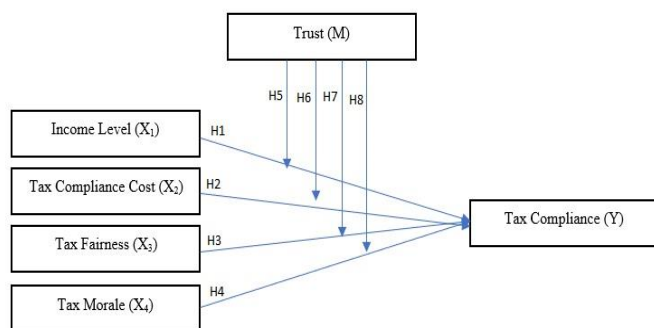 Trust (M)
H5
H6
H7
H8
Income Level (X₁)
H1
Tax Compliance Cost (X₂)
H2
Tax Compliance (Y)
Tax Fairness (X₃)
H3
Tax Morale (X₄)
H4